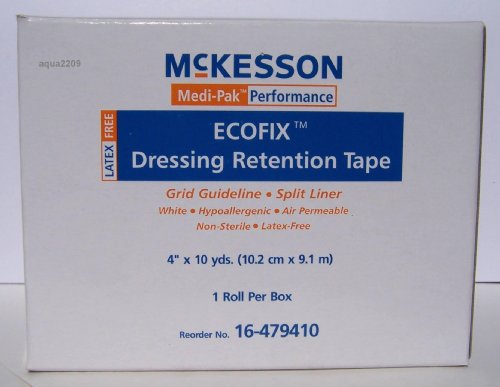 aqua2209
McKESSON
Medi-Pak™ Performance
LATEX FREE
ECOFIX™
Dressing Retention Tape
Grid Guideline • Split Liner
White • Hypoallergenic • Air Permeable
Non-Sterile • Latex-Free
4" x 10 yds. (10.2 cm x 9.1 m)
1 Roll Per Box
Reorder No. 16-479410